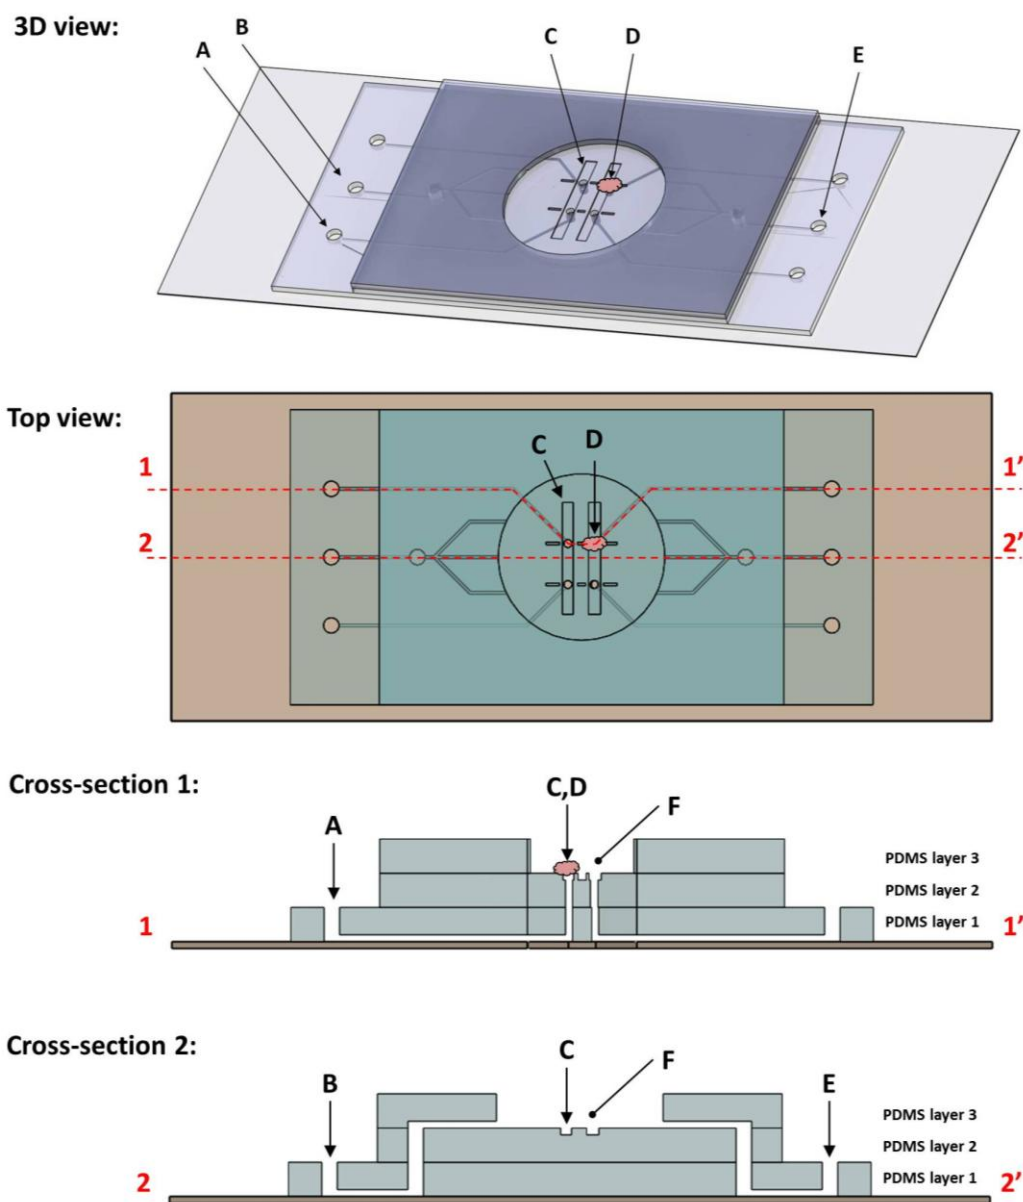 3D view:
A
B
C
D
E
Top view:
C
D
1
1’
2
2’
Cross-section 1:
C,D
A
F
PDMS layer 3
PDMS layer 2
PDMS layer 1
1
1’
Cross-section 2:
C
F
B
E
PDMS layer 3
PDMS layer 2
PDMS layer 1
2
2’